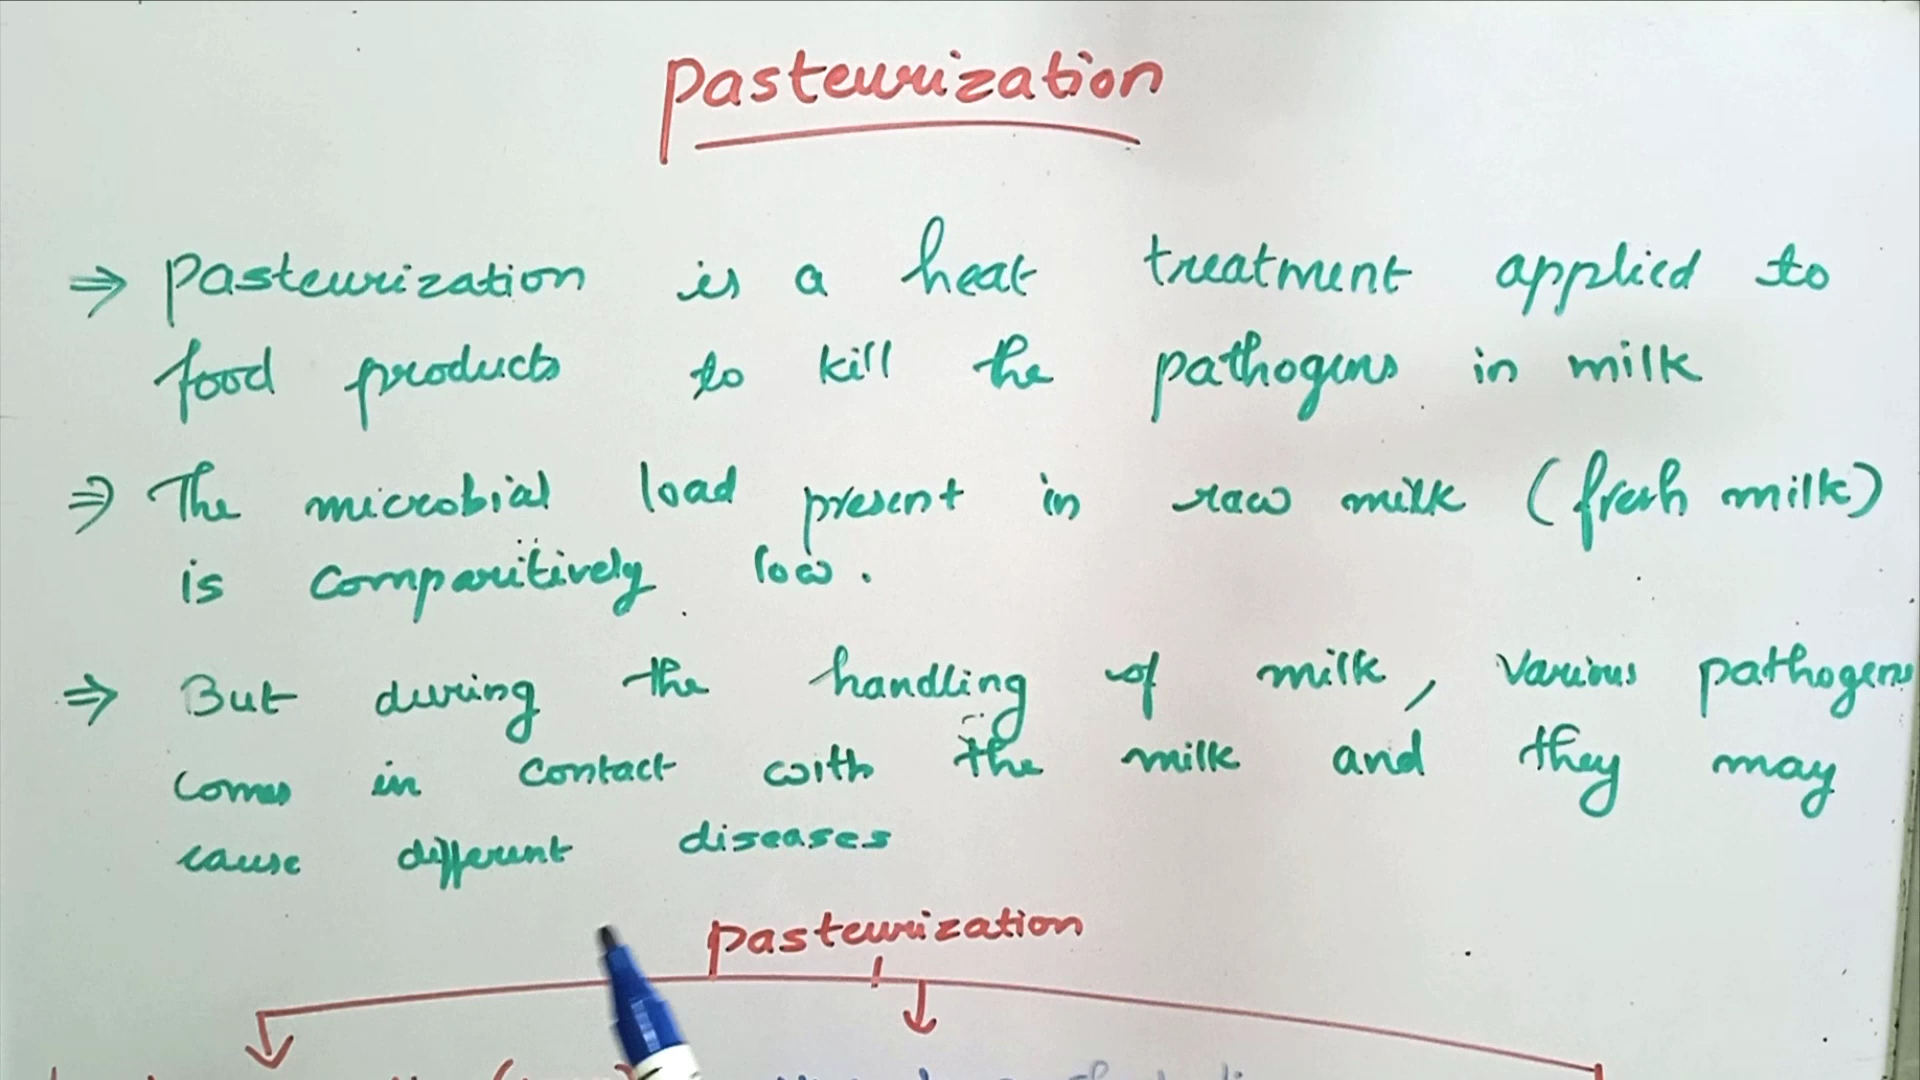 Pasteurization
⇒ Pasteurization is a heat treatment applied to
food products to kill the pathogens in milk
⇒ The microbial load present in raw milk (fresh milk)
is comparitively low.
⇒ But during the handling of milk, various pathogens
comes in contact with the milk and they may
cause different diseases
Pasteurization